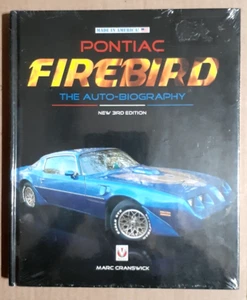 MADE IN AMERICA!
PONTIAC
FIREBIRD
THE AUTO-BIOGRAPHY
NEW 3RD EDITION
MARC CRANSWICK